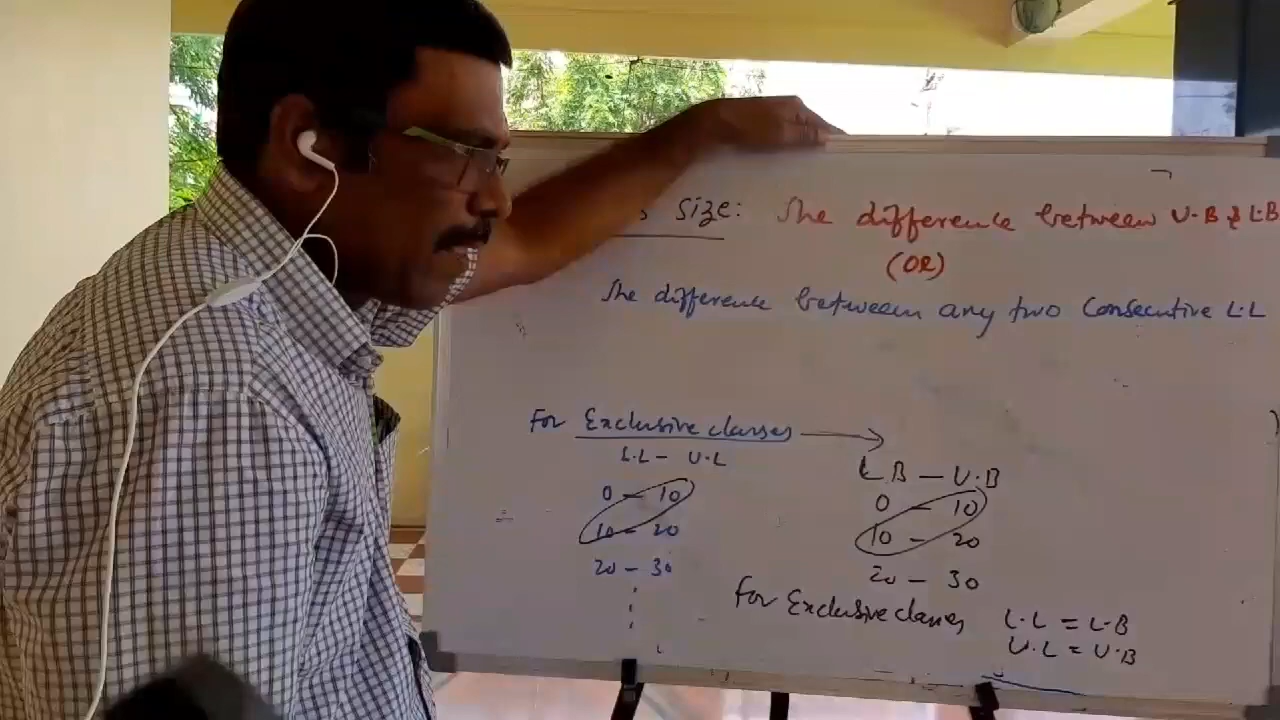 size: The difference between U.B & L.B
(OR)
The difference between any two consecutive L.L
For Exclusive classes
L.L - U.L
0 - 10
10 - 20
20 - 30
L B - U.B
0 - 10
10 - 20
20 - 30
For Exclusive classes
L.L = L.B
U.L = U.B